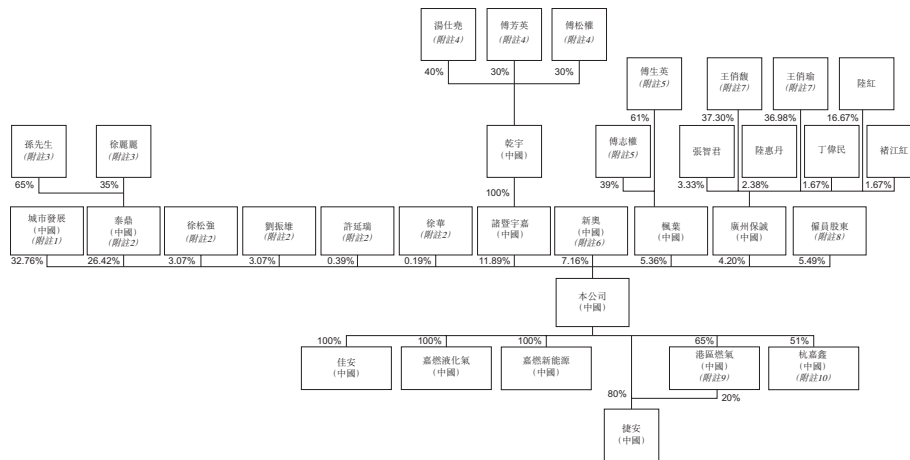 湯仕堯
(附註4)
傅芳英
(附註4)
傅松權
(附註4)
40%
30%
30%
傅生英
(附註5)
王俏馥
(附註7)
王俏瑜
(附註7)
陸紅
61%
37.30%
36.98%
16.67%
孫先生
(附註3)
徐麗麗
(附註3)
乾宇
(中國)
傅志權
(附註5)
張智君
陸惠丹
丁偉民
褚江紅
65%
35%
100%
39%
3.33%
2.38%
1.67%
1.67%
城市發展
(中國)
(附註1)
泰鼎
(中國)
(附註2)
徐松強
(附註2)
劉振雄
(附註2)
許延瑞
(附註2)
徐華
(附註2)
諸暨宇嘉
(中國)
新奧
(中國)
(附註6)
楓葉
(中國)
廣州保誠
(中國)
僱員股東
(附註8)
32.76%
26.42%
3.07%
3.07%
0.39%
0.19%
11.89%
7.16%
5.36%
4.20%
5.49%
本公司
(中國)
100%
100%
100%
65%
51%
佳安
(中國)
嘉燃液化氣
(中國)
嘉燃新能源
(中國)
港區燃氣
(中國)
(附註9)
杭嘉鑫
(中國)
(附註10)
80%
20%
捷安
(中國)